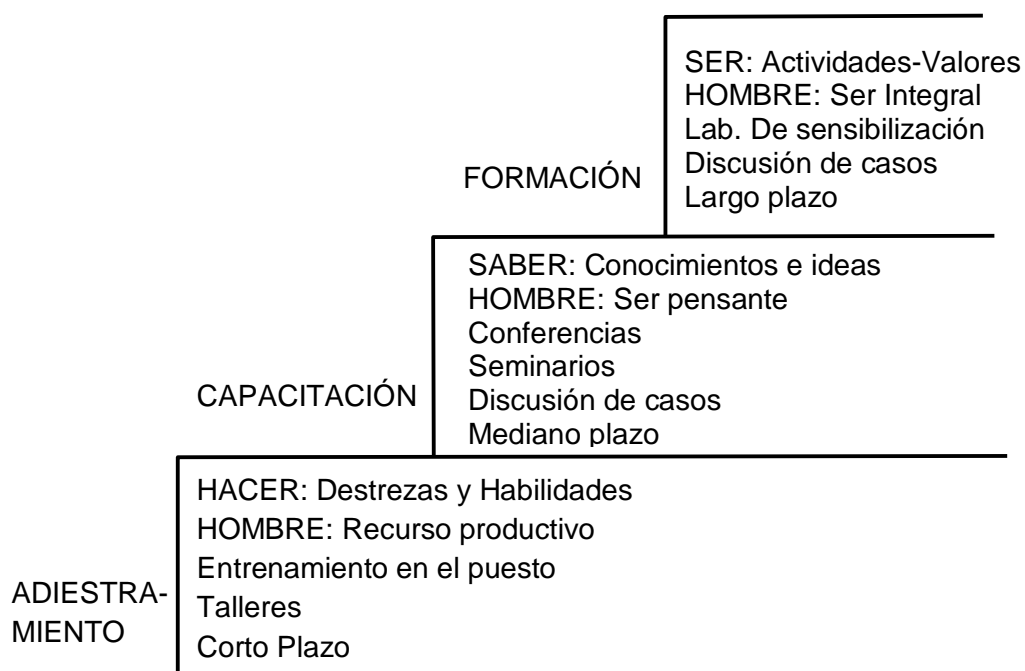 SER: Actividades-Valores
HOMBRE: Ser Integral
Lab. De sensibilización
Discusión de casos
Largo plazo
FORMACIÓN
SABER: Conocimientos e ideas
HOMBRE: Ser pensante
Conferencias
Seminarios
Discusión de casos
Mediano plazo
CAPACITACIÓN
HACER: Destrezas y Habilidades
HOMBRE: Recurso productivo
Entrenamiento en el puesto
Talleres
Corto Plazo
ADIESTRA-
MIENTO